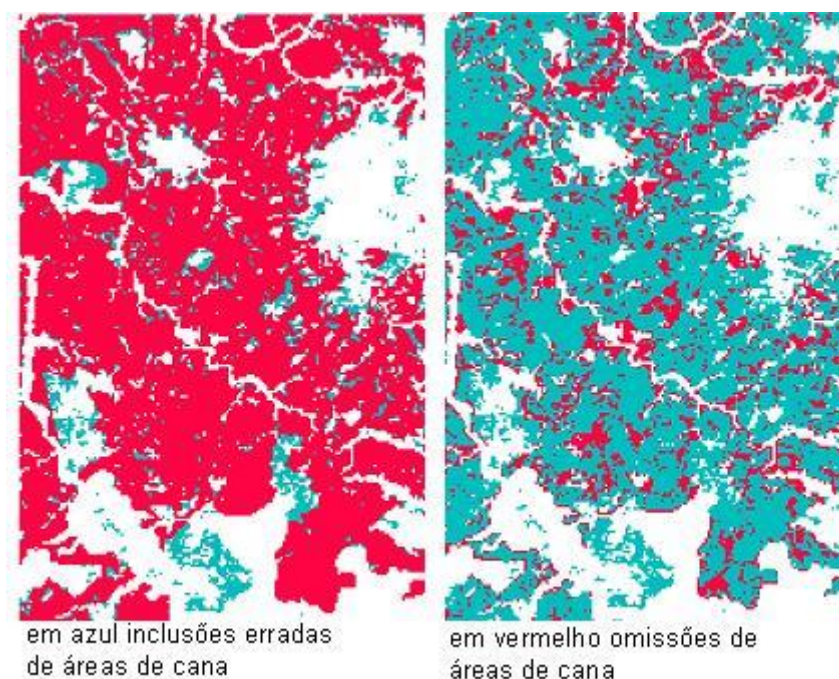 em azul inclusões erradas
de áreas de cana
em vermelho omissões de
áreas de cana